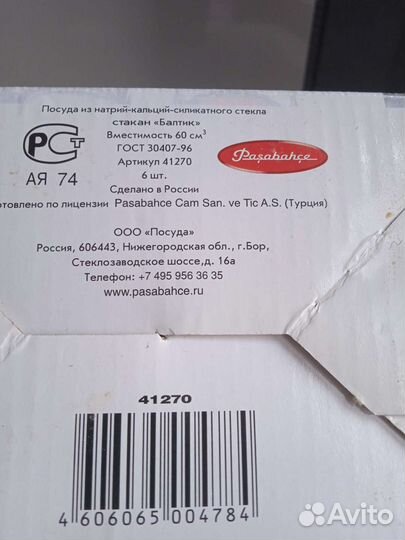 Посуда из натрий-кальций-силикатного стекла
стакан «Балтик»
Вместимость 60 см³
ГОСТ 30407-96
Артикул 41270
6 шт.
Сделано в России
отовлено по лицензии Pasabahce Cam San. ve Tic A.S. (Турция)
РСТ
АЯ 74
Paşabahçe
ООО «Посуда»
Россия, 606443, Нижегородская обл., г.Бор,
Стеклозаводское шоссе,д. 16а
Телефон: +7 495 956 36 35
www.pasabahce.ru
41270
4 606065 004784
Avito